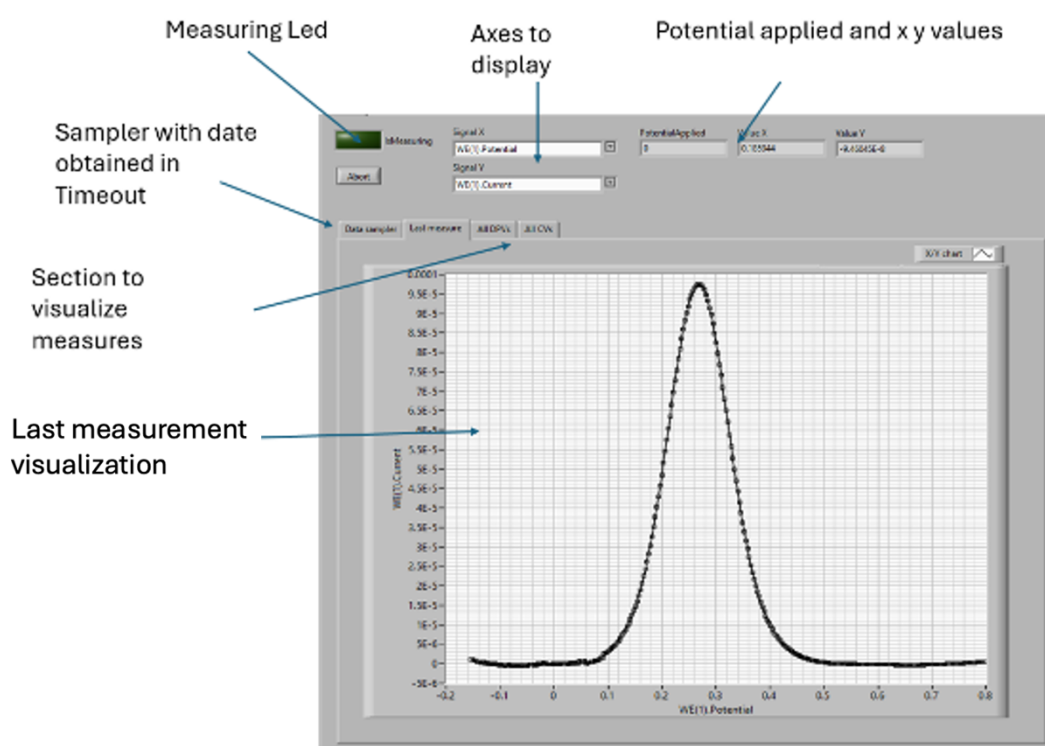 Measuring Led
Axes to
display
Potential applied and x y values
Sampler with date
obtained in
Timeout
Section to
visualize
measures
Last measurement
visualization
IsMeasuring
Abort
Signal X
WE(1).Potential
Signal Y
WE(1).Current
PotentialApplied
0
Value X
Value Y
Data sampler
Last measure
All DPVs
All CVs
X/Y chart
0.0001
9.5E-5
9E-5
8.5E-5
8E-5
7.5E-5
7E-5
6.5E-5
6E-5
5.5E-5
5E-5
4.5E-5
4E-5
3.5E-5
3E-5
2.5E-5
2E-5
1.5E-5
1E-5
5E-6
0
-5E-6
WE(1).Current
-0.2
-0.1
0
0.1
0.2
0.3
0.4
0.5
0.6
0.7
0.8
WE(1).Potential